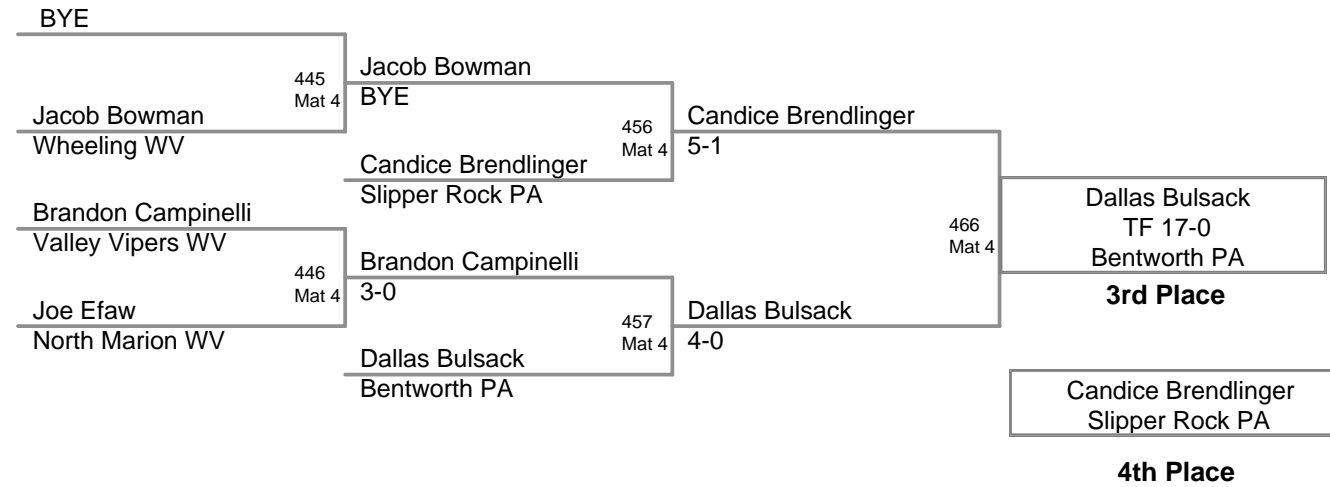 BYE
445
Mat 4
Jacob Bowman
Wheeling WV
Jacob Bowman
BYE
456
Mat 4
Candice Brendlinger
Slipper Rock PA
Candice Brendlinger
5-1
Brandon Campinelli
Valley Vipers WV
446
Mat 4
Joe Efaw
North Marion WV
Brandon Campinelli
3-0
457
Mat 4
Dallas Bulsack
Bentworth PA
Dallas Bulsack
4-0
466
Mat 4
Dallas Bulsack
TF 17-0
Bentworth PA
3rd Place
Candice Brendlinger
Slipper Rock PA
4th Place